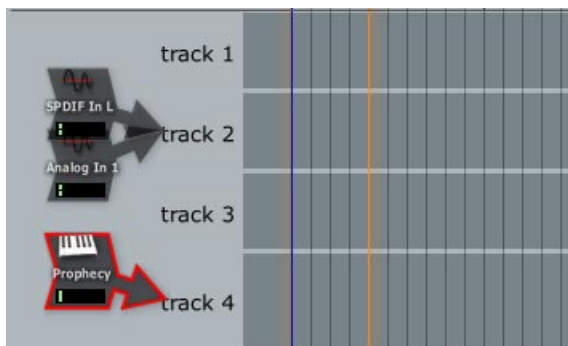 track 1
SPDIF In L
track 2
Analog In 1
track 3
Prophecy
track 4